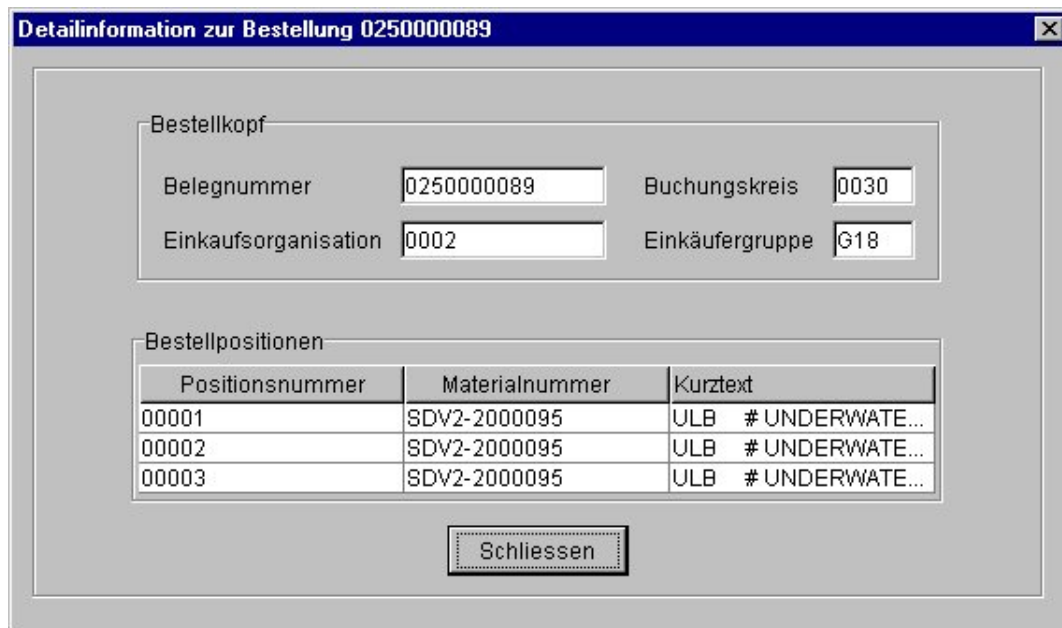 Detailinformation zur Bestellung 0250000089
Bestellkopf
Belegnummer 0250000089 Buchungskreis 0030
Einkaufsorganisation 0002 Einkäufergruppe G18
Bestellpositionen
Positionsnummer Materialnummer Kurztext
00001 SDV2-2000095 ULB # UNDERWATE...
00002 SDV2-2000095 ULB # UNDERWATE...
00003 SDV2-2000095 ULB # UNDERWATE...
Schliessen